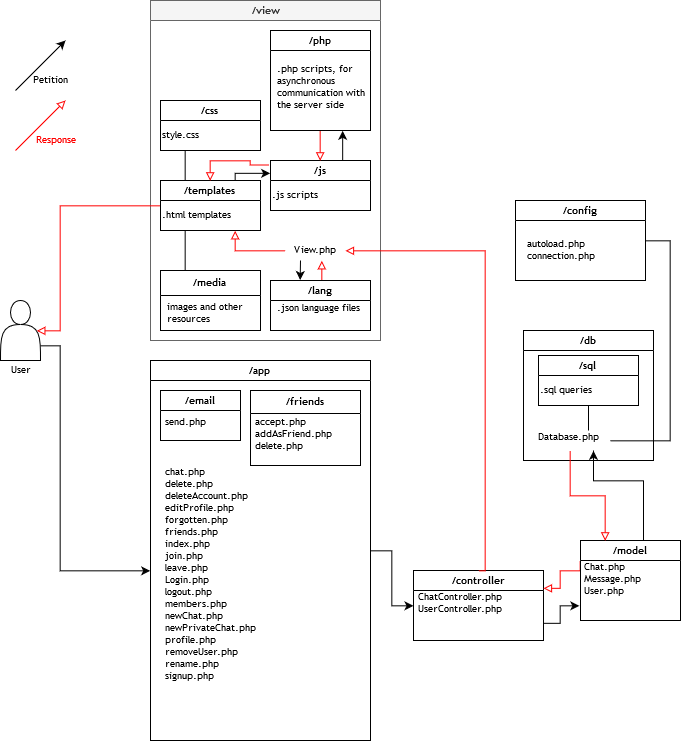 /view
Petition
Response
/php
.php scripts, for
asynchronous
communication with
the server side
/css
style.css
/templates
.html templates
/js
.js scripts
/media
images and other
resources
View.php
/lang
.json language files
/config
autoload.php
connection.php
/db
/sql
.sql queries
Database.php
User
/app
/email
send.php
/friends
accept.php
addAsFriend.php
delete.php
chat.php
delete.php
deleteAccount.php
editProfile.php
forgotten.php
friends.php
index.php
join.php
leave.php
Login.php
logout.php
members.php
newChat.php
newPrivateChat.php
profile.php
removeUser.php
rename.php
signup.php
/controller
ChatController.php
UserController.php
/model
Chat.php
Message.php
User.php